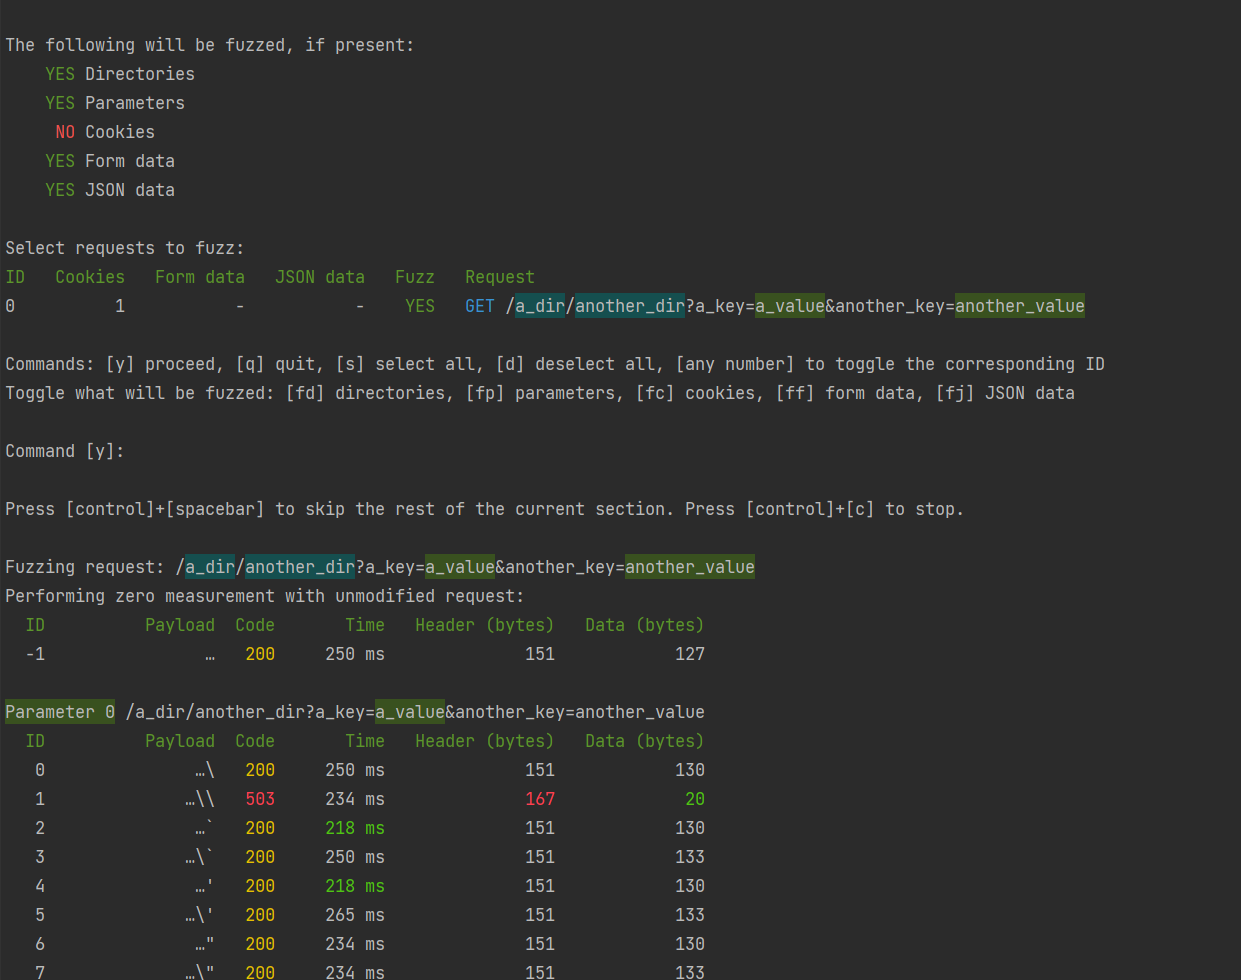 The following will be fuzzed, if present:
YES Directories
YES Parameters
NO Cookies
YES Form data
YES JSON data
Select requests to fuzz:
ID Cookies Form data JSON data Fuzz Request
0 1 - - YES GET /a_dir/another_dir?a_key=a_value&another_key=another_value
Commands: [y] proceed, [q] quit, [s] select all, [d] deselect all, [any number] to toggle the corresponding ID
Toggle what will be fuzzed: [fd] directories, [fp] parameters, [fc] cookies, [ff] form data, [fj] JSON data
Command [y]:
Press [control]+[spacebar] to skip the rest of the current section. Press [control]+[c] to stop.
Fuzzing request: /a_dir/another_dir?a_key=a_value&another_key=another_value
Performing zero measurement with unmodified request:
ID Payload Code Time Header (bytes) Data (bytes)
-1 … 200 250 ms 151 127
Parameter 0 /a_dir/another_dir?a_key=a_value&another_key=another_value
ID Payload Code Time Header (bytes) Data (bytes)
0 …\ 200 250 ms 151 130
1 …\\ 503 234 ms 167 20
2 …` 200 218 ms 151 130
3 …\` 200 250 ms 151 133
4 …' 200 218 ms 151 130
5 …\' 200 265 ms 151 133
6 …" 200 234 ms 151 130
7 …\" 200 234 ms 151 133